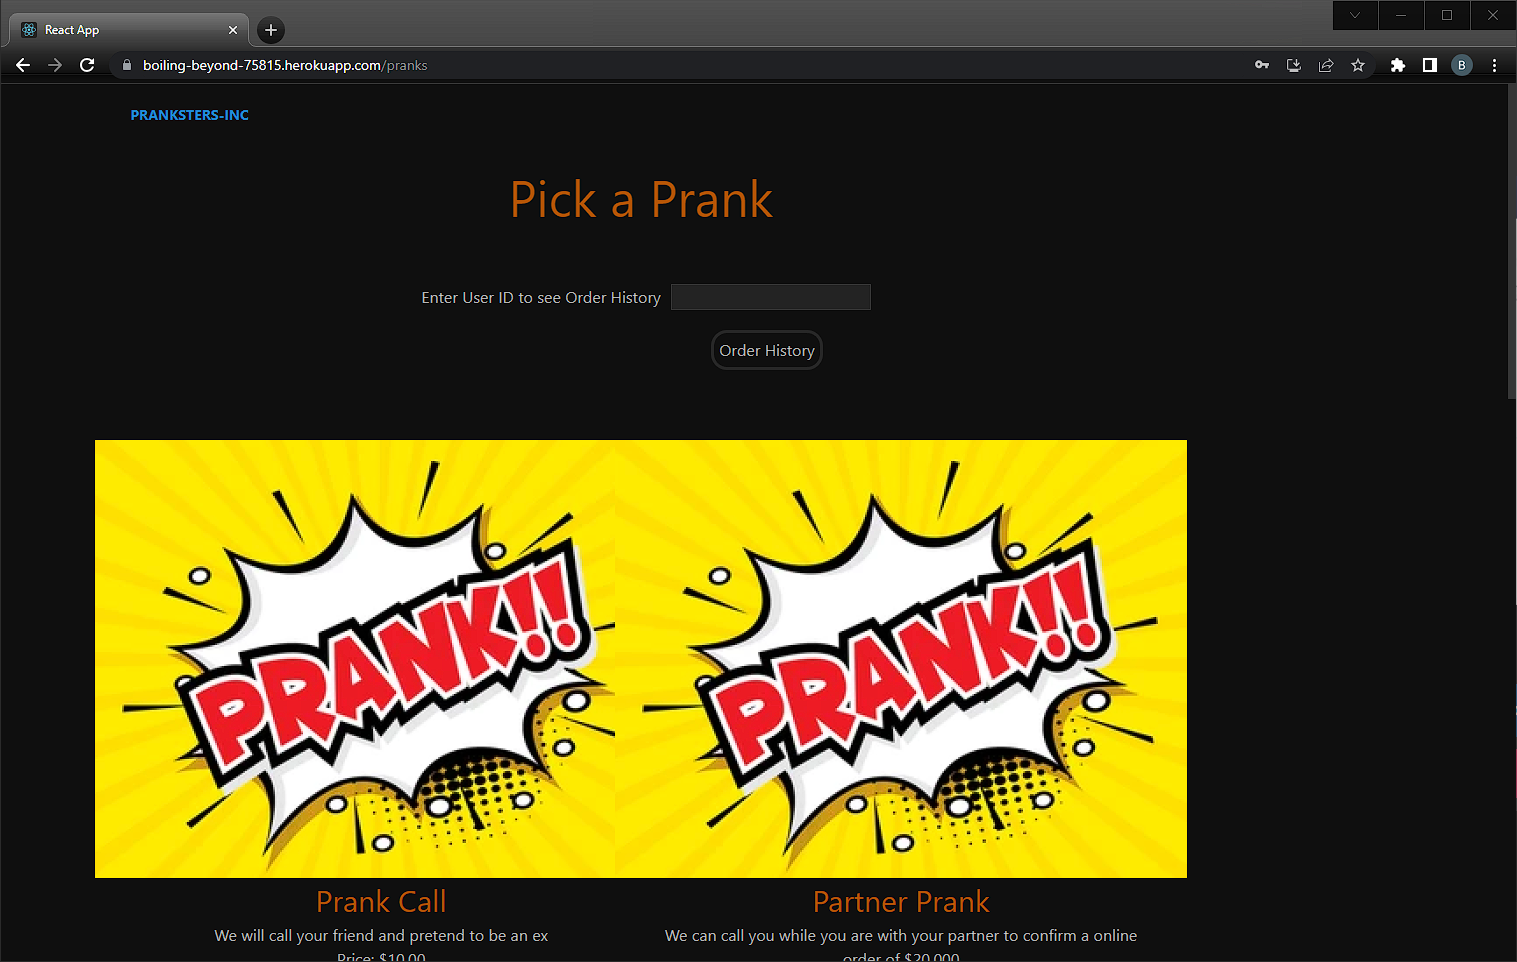 React App
boiling-beyond-75815.herokuapp.com/pranks
B
PRANKSTERS-INC
Pick a Prank
Enter User ID to see Order History
Order History
PRANK!!
PRANK!!
Prank Call
We will call your friend and pretend to be an ex
Price: $10.00
Partner Prank
We can call you while you are with your partner to confirm a online
order of $20,000